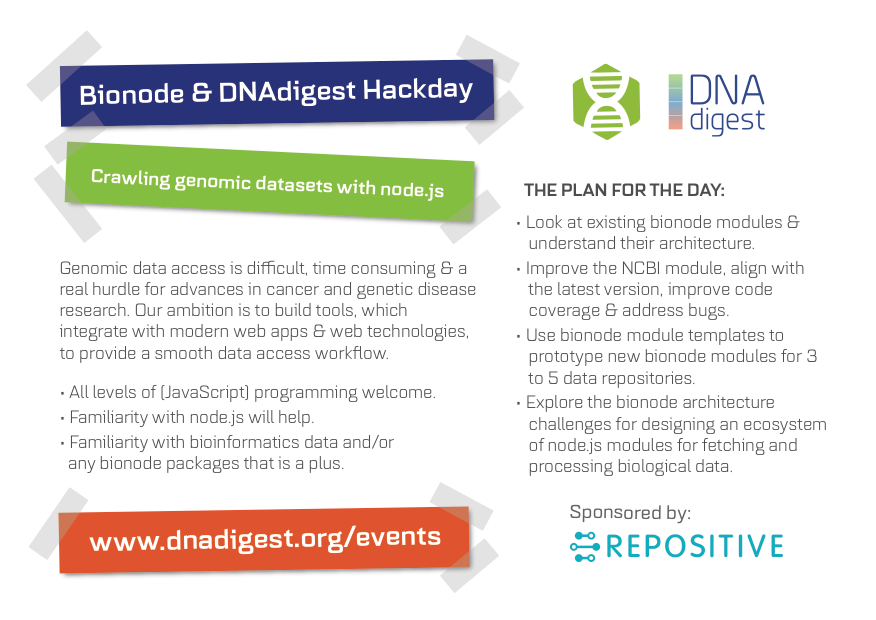 Bionode & DNAdigest Hackday
Crawling genomic datasets with node.js
Genomic data access is difficult, time consuming & a
real hurdle for advances in cancer and genetic disease
research. Our ambition is to build tools, which
integrate with modern web apps & web technologies,
to provide a smooth data access workflow.
• All levels of (JavaScript) programming welcome.
• Familiarity with node.js will help.
• Familiarity with bioinformatics data and/or
any bionode packages that is a plus.
www.dnadigest.org/events
DNA
digest
THE PLAN FOR THE DAY:
• Look at existing bionode modules &
understand their architecture.
• Improve the NCBI module, align with
the latest version, improve code
coverage & address bugs.
• Use bionode module templates to
prototype new bionode modules for 3
to 5 data repositories.
• Explore the bionode architecture
challenges for designing an ecosystem
of node.js modules for fetching and
processing biological data.
Sponsored by:
REPOSITIVE